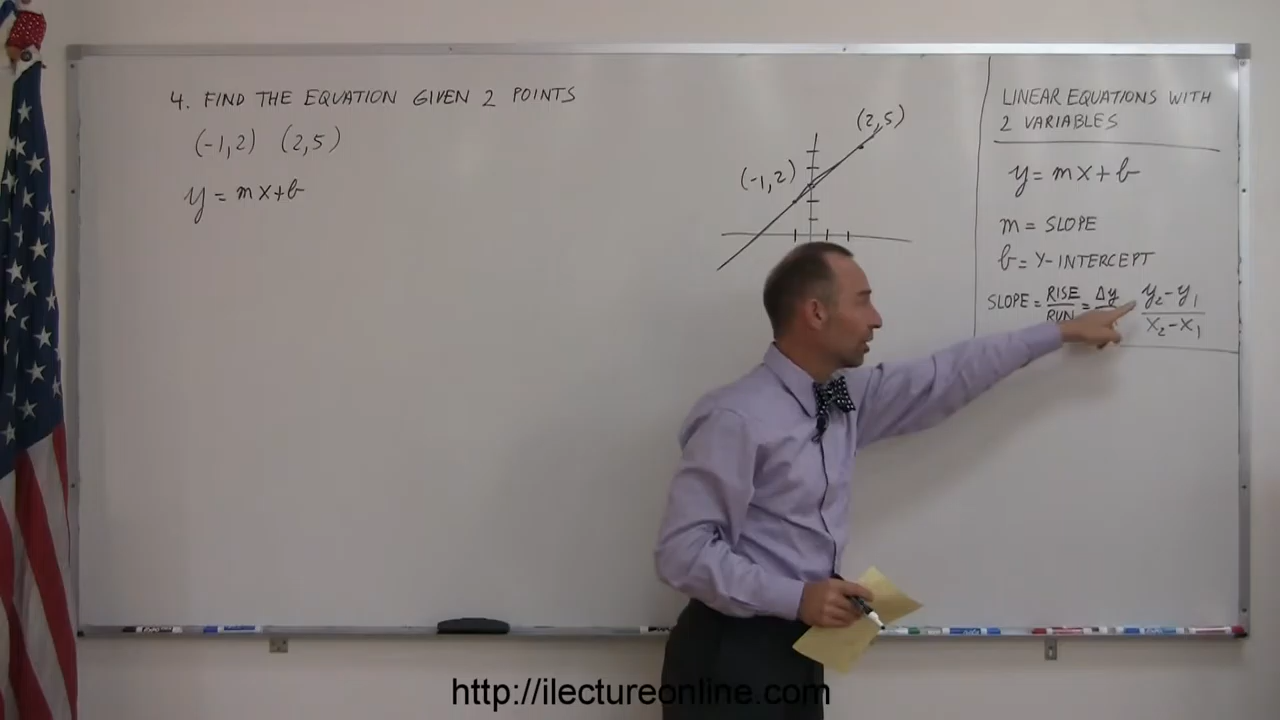 4. FIND THE EQUATION GIVEN 2 POINTS
(-1,2) (2,5)
y = mx+b
(2,5)
(-1,2)
LINEAR EQUATIONS WITH
2 VARIABLES
y = mx+b
m = SLOPE
b = Y-INTERCEPT
SLOPE = RISE/RUN = Δy y₂-y₁/x₂-x₁
http://ilectureonline.com